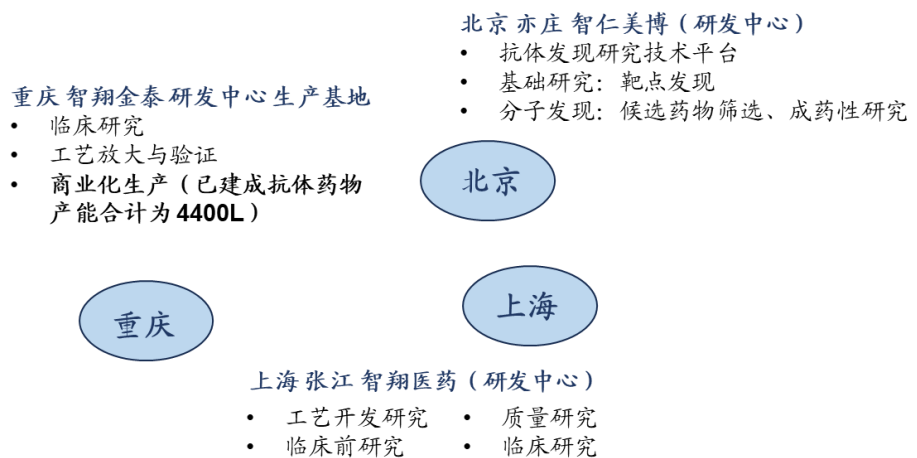 北京 亦庄 智仁美博（研发中心）
• 抗体发现研究技术平台
• 基础研究：靶点发现
• 分子发现：候选药物筛选、成药性研究
重庆 智翔金泰研发中心生产基地
• 临床研究
• 工艺放大与验证
• 商业化生产（已建成抗体药物
产能合计为 4400L）
北京
重庆
上海
上海 张江 智翔医药（研发中心）
• 工艺开发研究 • 质量研究
• 临床前研究 • 临床研究